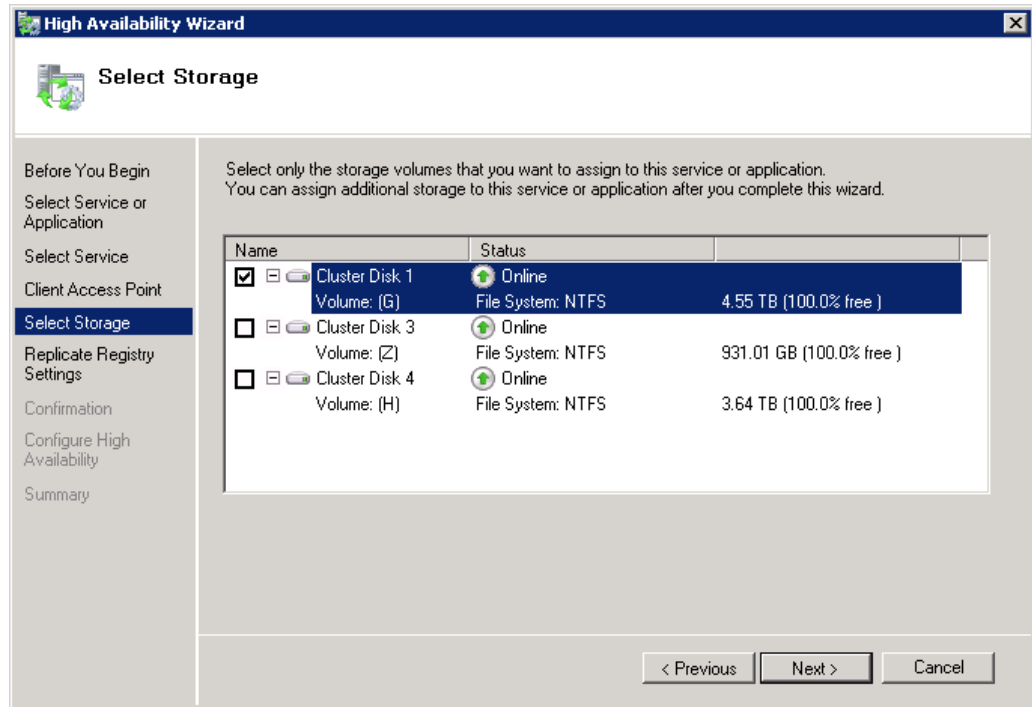 High Availability Wizard
Select Storage
Before You Begin
Select Service or
Application
Select Service
Client Access Point
Select Storage
Replicate Registry
Settings
Confirmation
Configure High
Availability
Summary
Select only the storage volumes that you want to assign to this service or application.
You can assign additional storage to this service or application after you complete this wizard.
Name Status
Cluster Disk 1 Online
Volume: (G) File System: NTFS 4.55 TB (100.0% free )
Cluster Disk 3 Online
Volume: (Z) File System: NTFS 931.01 GB (100.0% free )
Cluster Disk 4 Online
Volume: (H) File System: NTFS 3.64 TB (100.0% free )
< Previous Next > Cancel